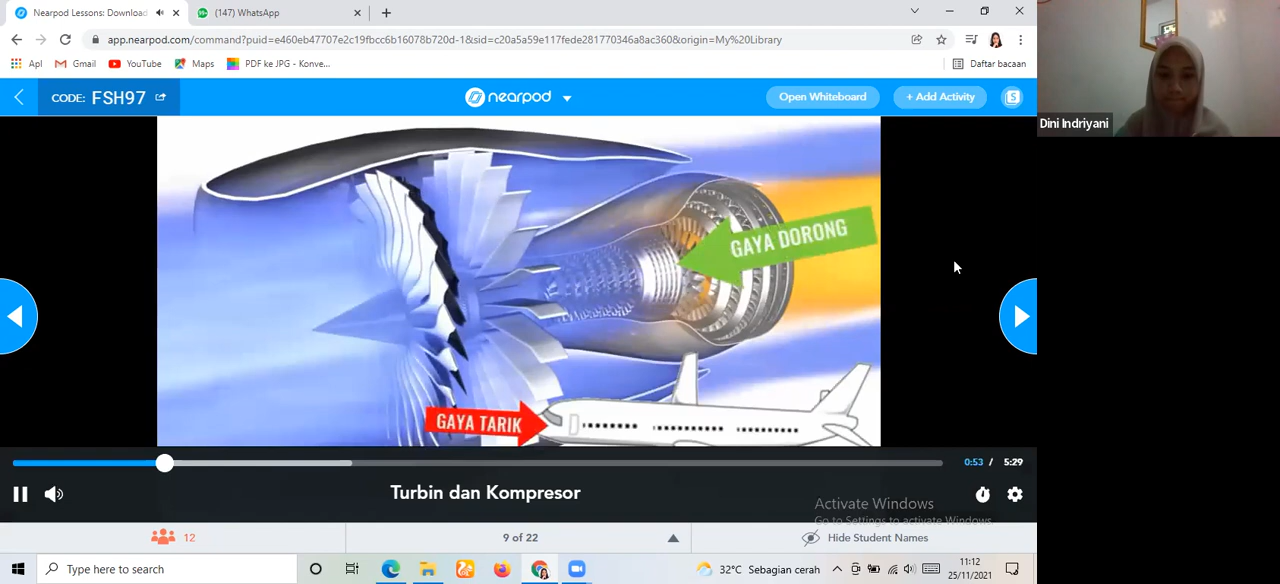 Nearpod Lessons: Download
(147) WhatsApp
app.nearpod.com/command?puid=e460eb47707e2c19fbcc6b16078b720d-1&sid=c20a5a59e117fede281770346a8ac360&origin=My%20Library
Apl
Gmail
YouTube
Maps
PDF ke JPG - Konve...
Daftar bacaan
CODE: FSH97
nearpod
Open Whiteboard
+ Add Activity
S
Dini Indriyani
GAYA DORONG
GAYA TARIK
0:53 / 5:29
Turbin dan Kompresor
Activate Windows
Go to Settings to activate Windows.
12
9 of 22
Hide Student Names
Type here to search
32°C Sebagian cerah
11:12
25/11/2021